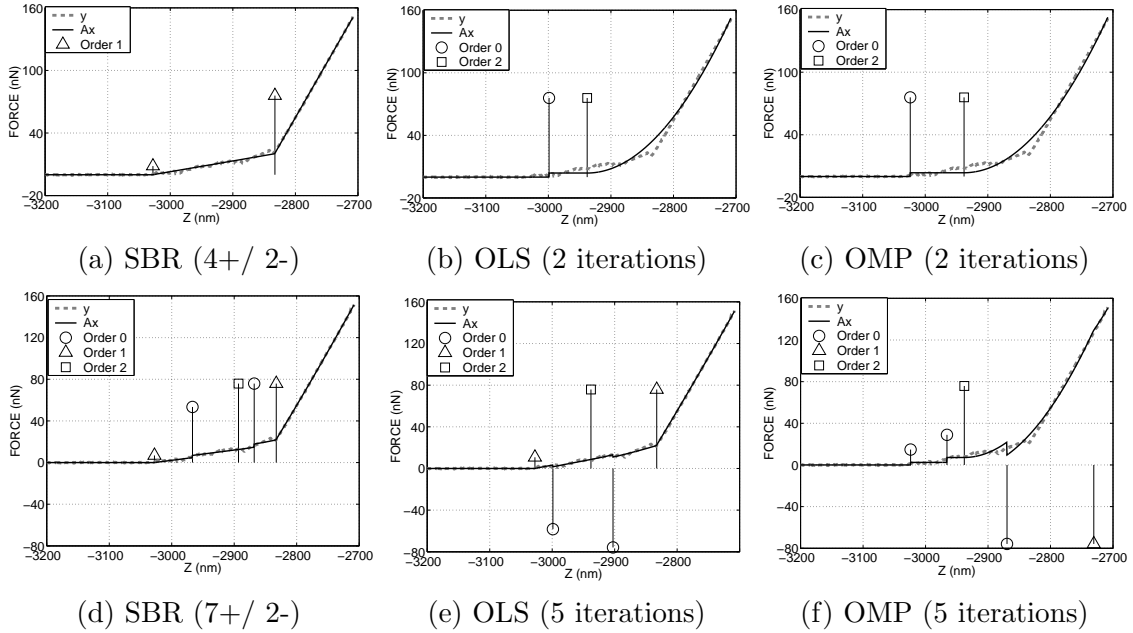 160
100
40
−20
FORCE (nN)
y
Ax
Order 1
−3200 −3100 −3000 −2900 −2800 −2700
Z (nm)
(a) SBR (4+/ 2-)
160
100
40
−20
FORCE (nN)
y
Ax
Order 0
Order 2
−3200 −3100 −3000 −2900 −2800 −2700
Z (nm)
(b) OLS (2 iterations)
160
100
40
−20
FORCE (nN)
y
Ax
Order 0
Order 2
−3200 −3100 −3000 −2900 −2800 −2700
Z (nm)
(c) OMP (2 iterations)
160
120
80
40
0
−40
−80
FORCE (nN)
y
Ax
Order 0
Order 1
Order 2
−3200 −3100 −3000 −2900 −2800 −2700
Z (nm)
(d) SBR (7+/ 2-)
160
120
80
40
0
−40
−80
FORCE (nN)
y
Ax
Order 0
Order 1
Order 2
−3200 −3100 −3000 −2900 −2800
Z (nm)
(e) OLS (5 iterations)
160
120
80
40
0
−40
−80
FORCE (nN)
y
Ax
Order 0
Order 1
Order 2
−3200 −3100 −3000 −2900 −2800 −2700
Z (nm)
(f) OMP (5 iterations)